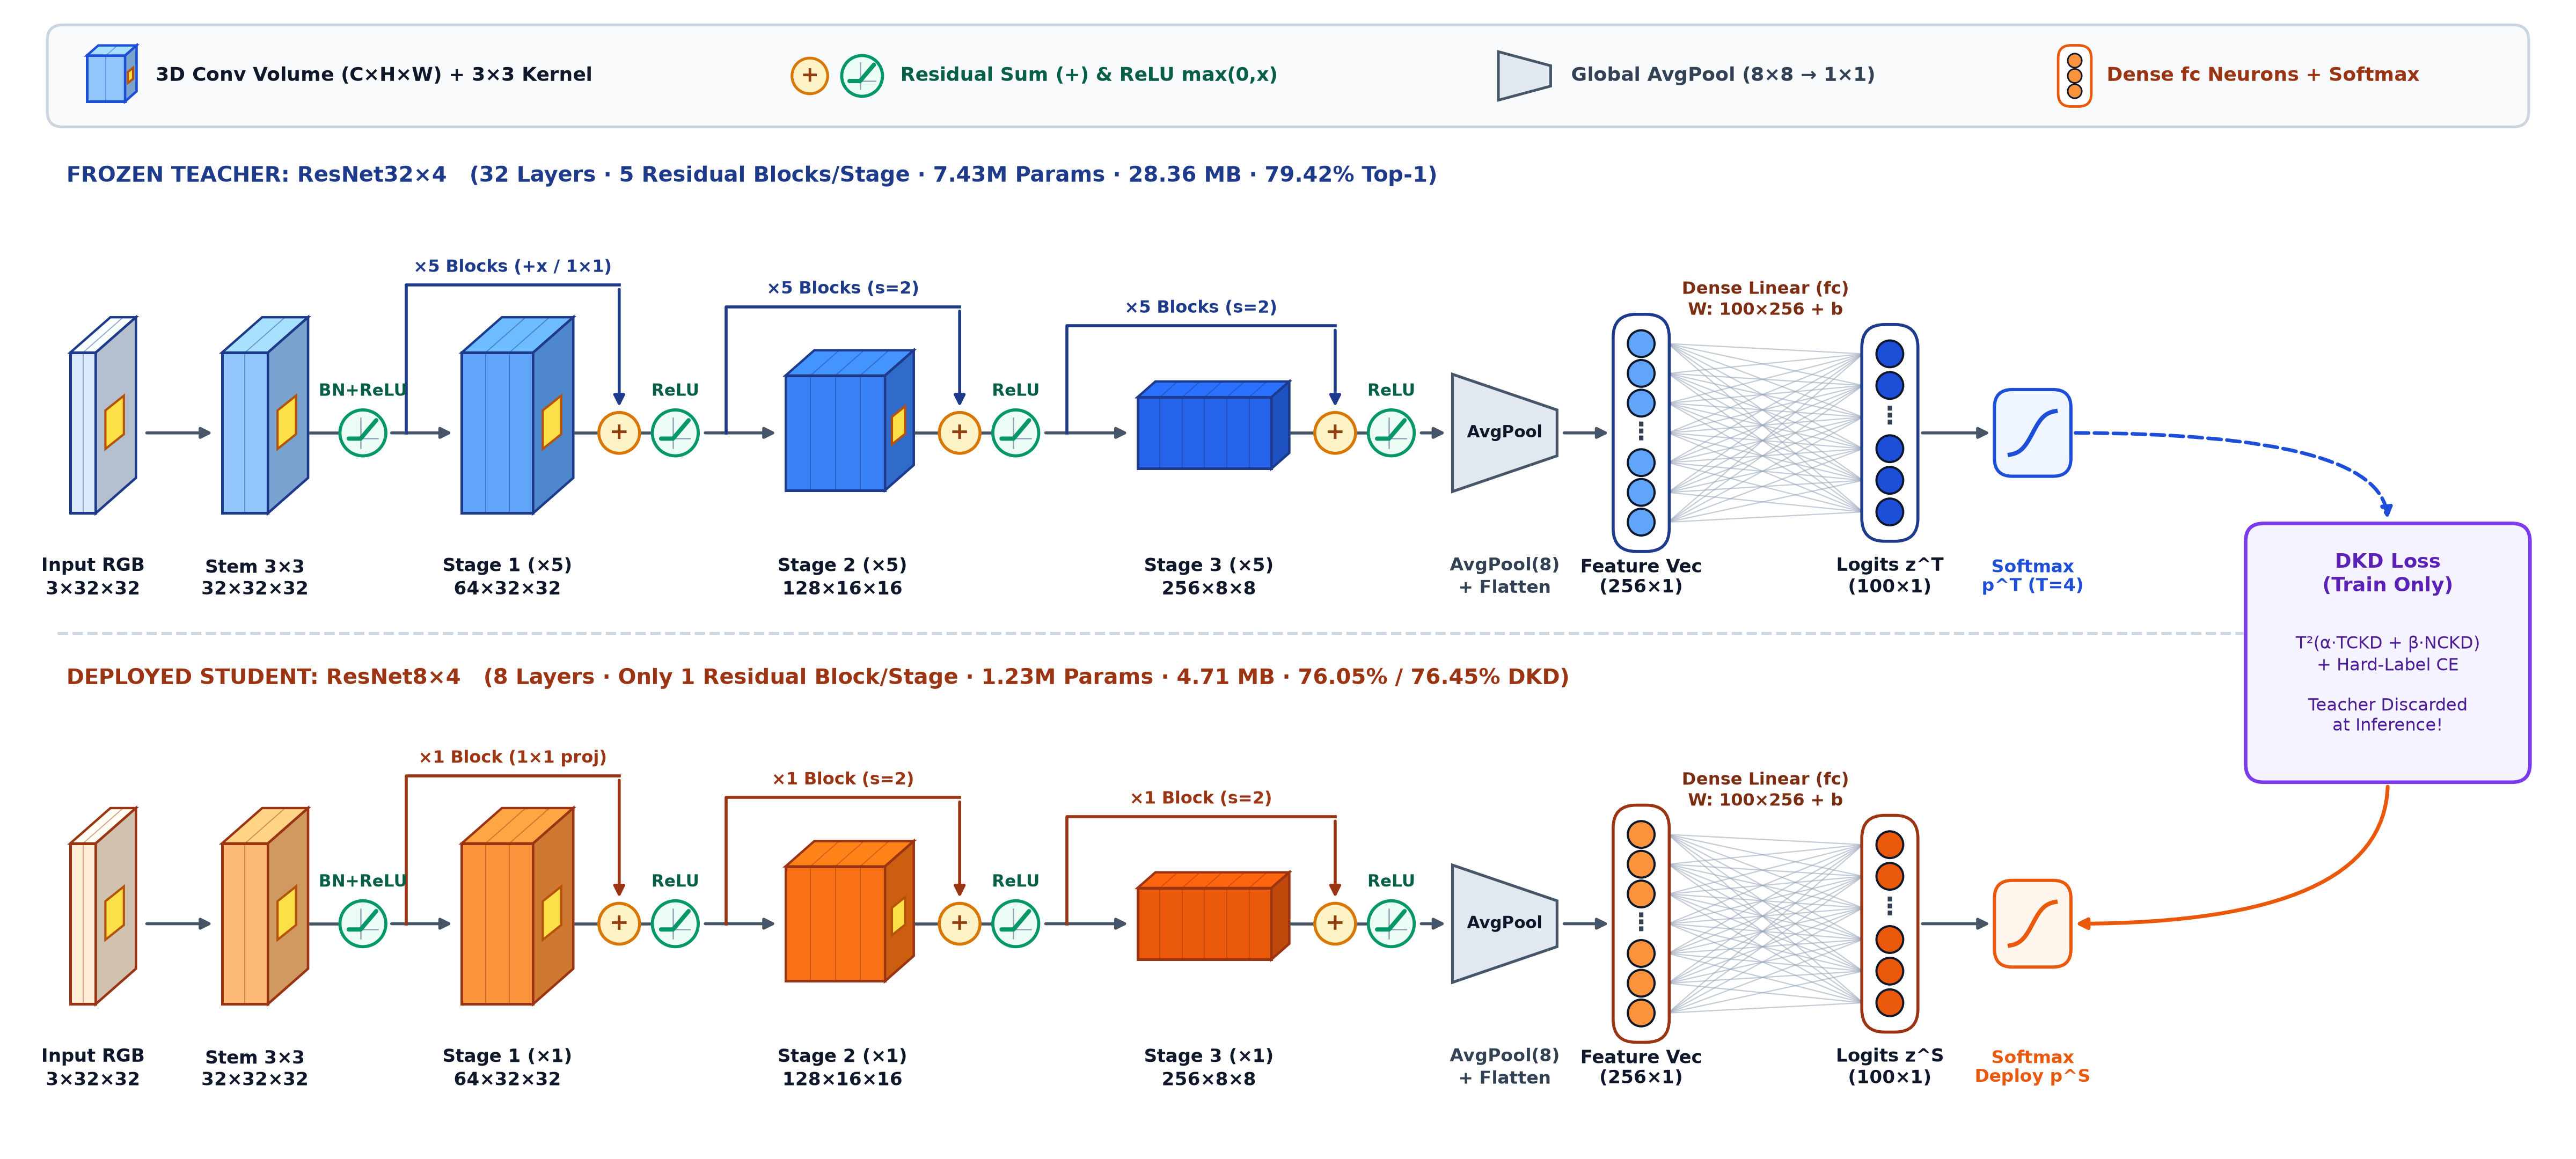 3D Conv Volume (C×H×W) + 3×3 Kernel
+
Residual Sum (+) & ReLU max(0,x)
Global AvgPool (8×8 → 1×1)
Dense fc Neurons + Softmax
FROZEN TEACHER: ResNet32×4 (32 Layers · 5 Residual Blocks/Stage · 7.43M Params · 28.36 MB · 79.42% Top-1)
×5 Blocks (+x / 1×1)
×5 Blocks (s=2)
×5 Blocks (s=2)
Dense Linear (fc)
W: 100×256 + b
BN+ReLU
ReLU
ReLU
ReLU
+
+
+
AvgPool
Input RGB
3×32×32
Stem 3×3
32×32×32
Stage 1 (×5)
64×32×32
Stage 2 (×5)
128×16×16
Stage 3 (×5)
256×8×8
AvgPool(8)
+ Flatten
Feature Vec
(256×1)
Logits z^T
(100×1)
Softmax
p^T (T=4)
DKD Loss
(Train Only)
T²(α·TCKD + β·NCKD)
+ Hard-Label CE
Teacher Discarded
at Inference!
DEPLOYED STUDENT: ResNet8×4 (8 Layers · Only 1 Residual Block/Stage · 1.23M Params · 4.71 MB · 76.05% / 76.45% DKD)
×1 Block (1×1 proj)
×1 Block (s=2)
×1 Block (s=2)
Dense Linear (fc)
W: 100×256 + b
BN+ReLU
ReLU
ReLU
ReLU
+
+
+
AvgPool
Input RGB
3×32×32
Stem 3×3
32×32×32
Stage 1 (×1)
64×32×32
Stage 2 (×1)
128×16×16
Stage 3 (×1)
256×8×8
AvgPool(8)
+ Flatten
Feature Vec
(256×1)
Logits z^S
(100×1)
Softmax
Deploy p^S